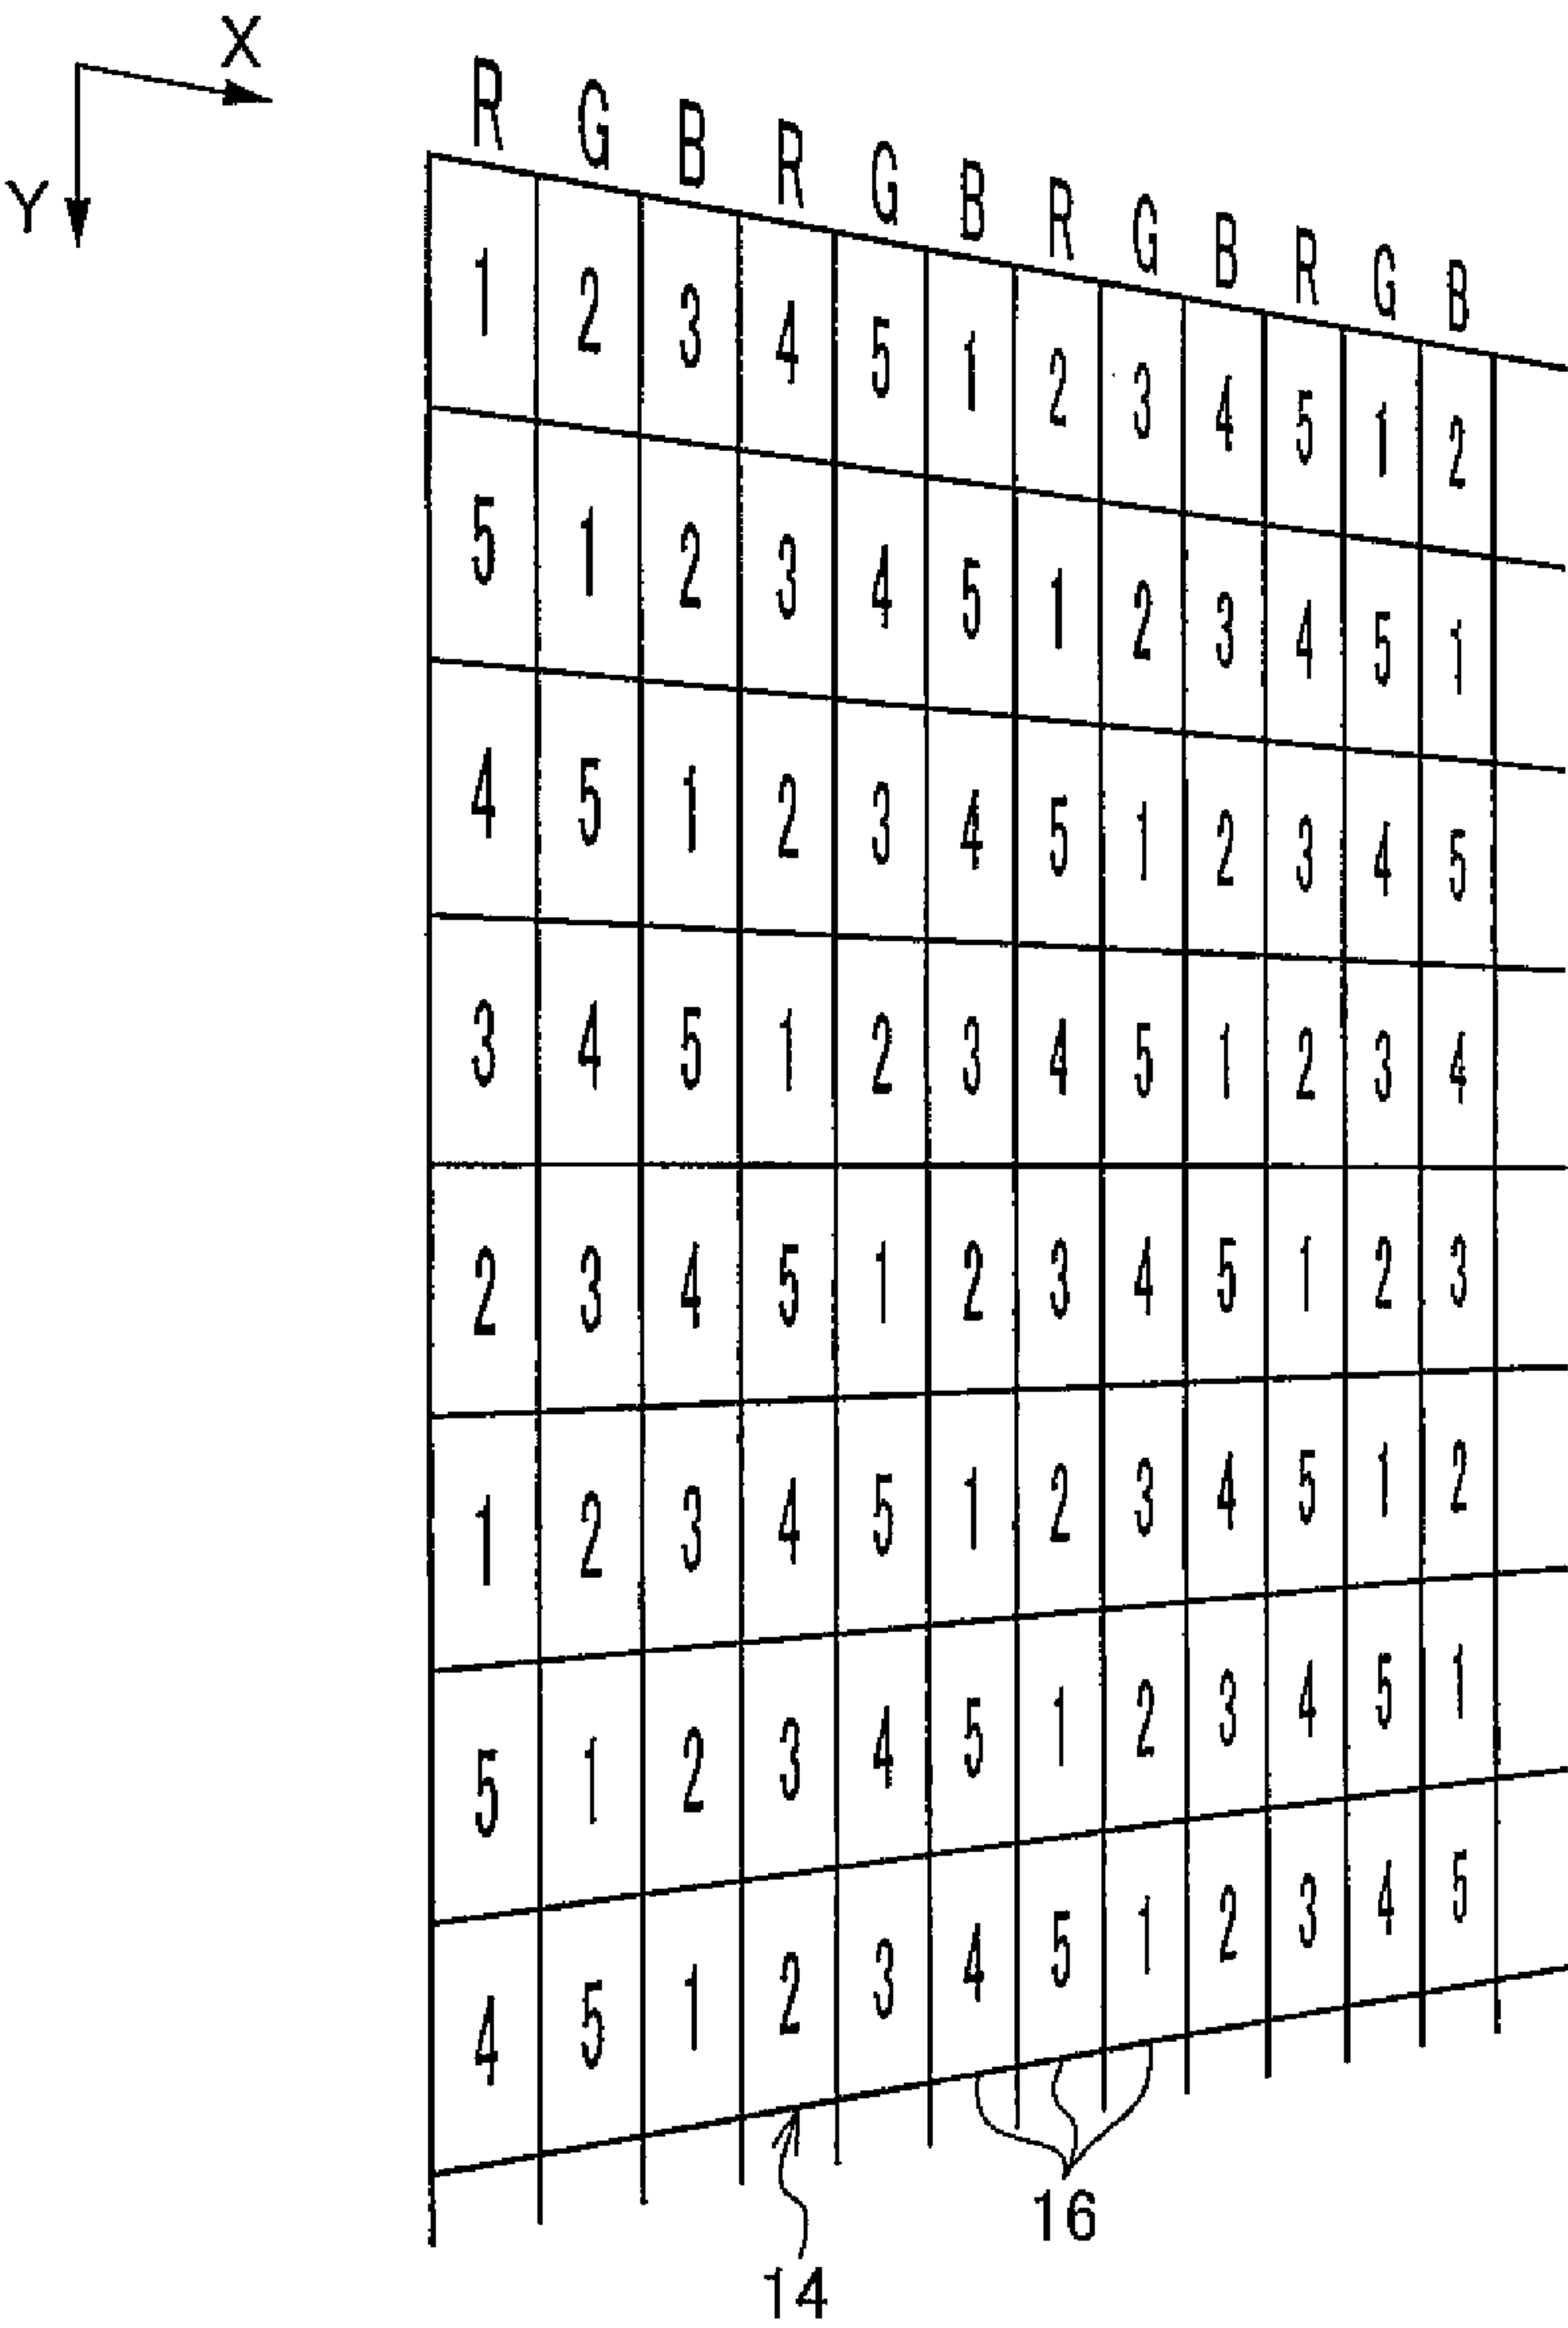 X
Y
R G B R G B R G B R G B
1 2 3 4 5 1 2 3 4 5 1 2
5 1 2 3 4 5 1 2 3 4 5 1
4 5 1 2 3 4 5 1 2 3 4 5
3 4 5 1 2 3 4 5 1 2 3 4
2 3 4 5 1 2 3 4 5 1 2 3
1 2 3 4 5 1 2 3 4 5 1 2
5 1 2 3 4 5 1 2 3 4 5 1
4 5 1 2 3 4 5 1 2 3 4 5
16
14